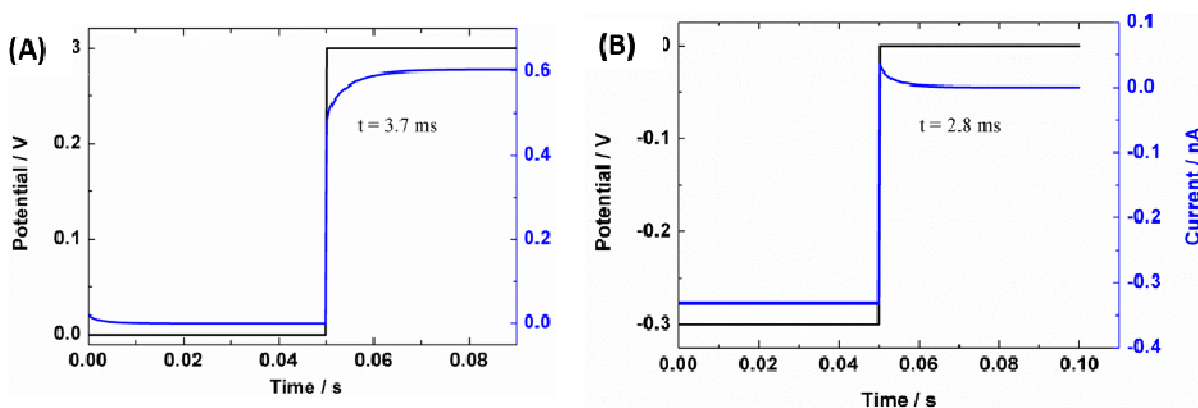 (A)
3
0.2
0.1
0.0
Potential / V
0.6
0.4
0.2
0.0
t = 3.7 ms
0.00 0.02 0.04 0.06 0.08
Time / s
(B)
0
-0.1
-0.2
-0.3
Potential / V
0.1
0.0
-0.1
-0.2
-0.3
-0.4
Current / nA
t = 2.8 ms
0.00 0.02 0.04 0.06 0.08 0.10
Time / s